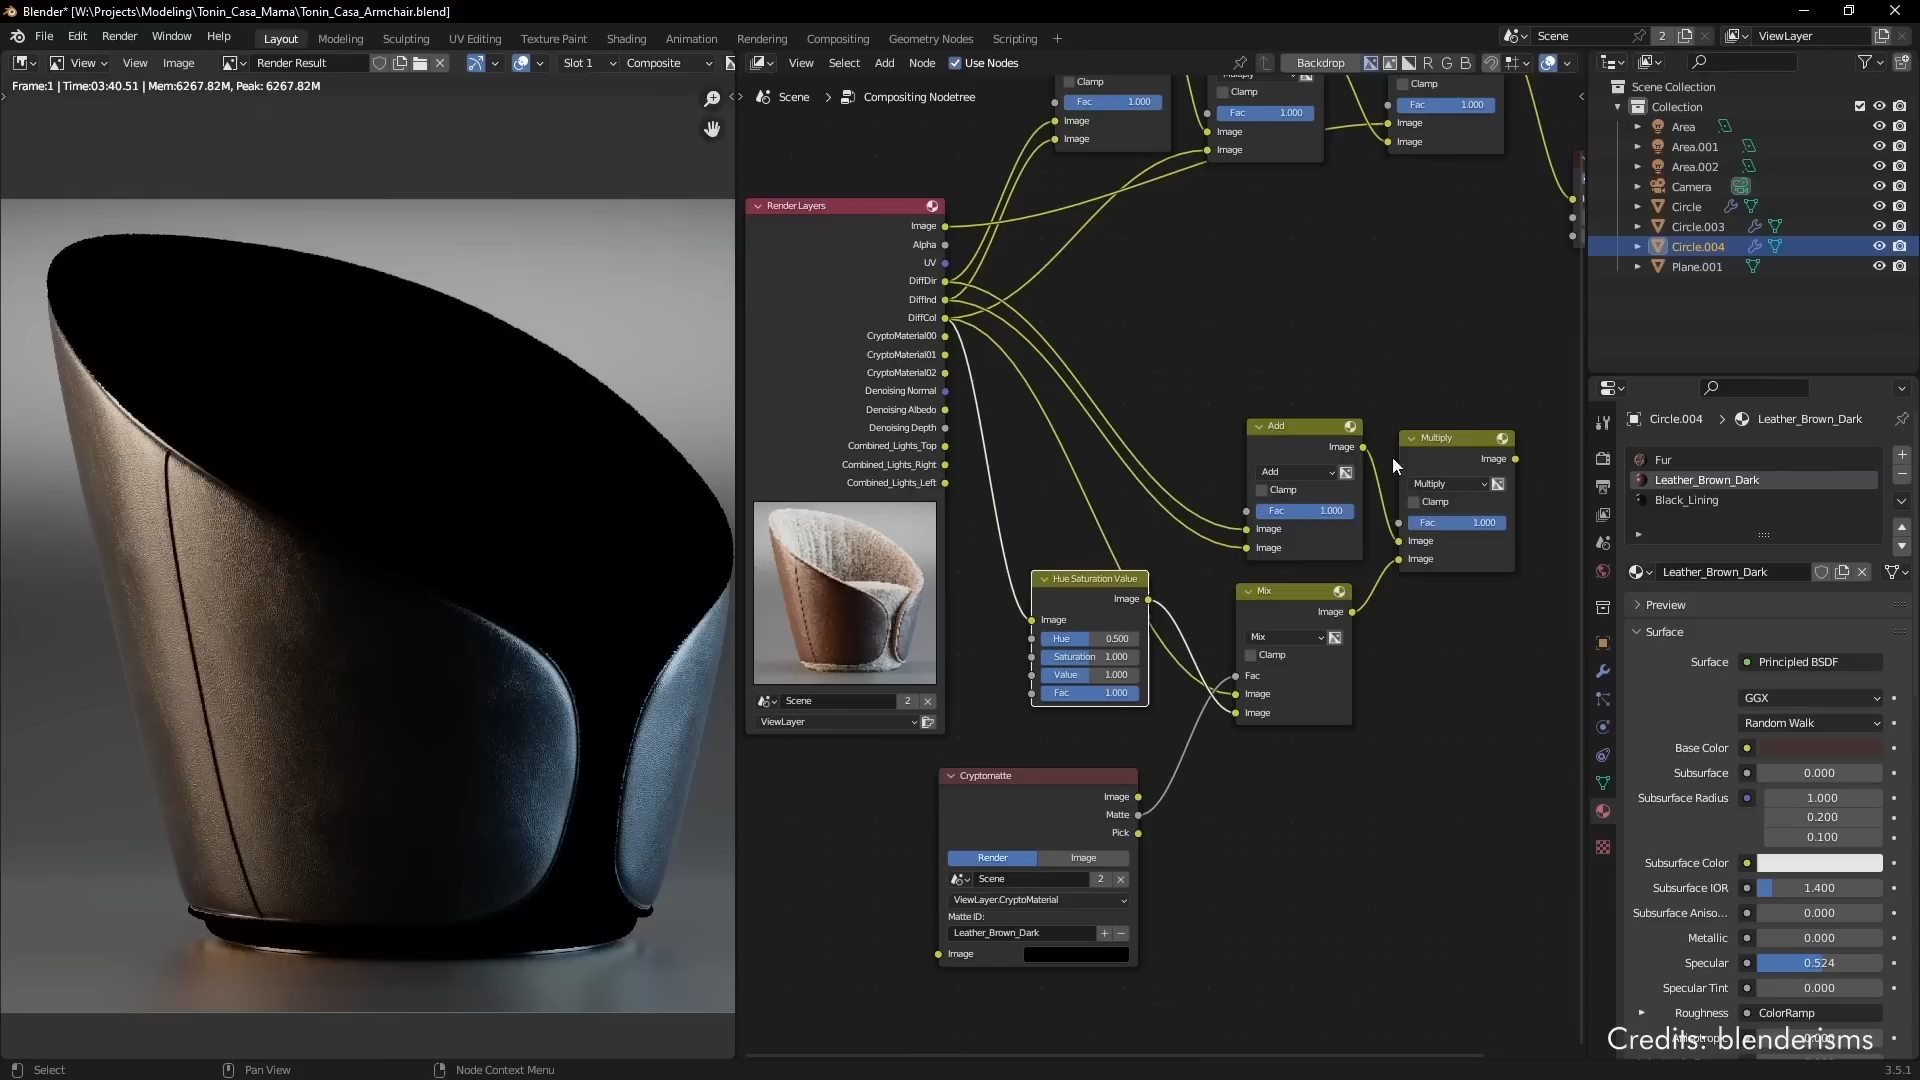 Blender* [W:\Projects\Modeling\Tonin_Casa_Mama\Tonin_Casa_Armchair.blend]
File Edit Render Window Help Layout Modeling Sculpting UV Editing Texture Paint Shading Animation Rendering Compositing Geometry Nodes Scripting + Scene 2 ViewLayer
View View Image Render Result Slot 1 Composite View Select Add Node Use Nodes Backdrop R G B
Frame:1 | Time:03:40.51 | Mem:6267.82M, Peak: 6267.82M
Scene > Compositing Nodetree
Clamp
Fac 1.000
Image
Image
Clamp
Fac 1.000
Image
Image
Clamp
Fac 1.000
Image
Image
Render Layers
Image
Alpha
UV
DiffDir
DiffInd
DiffCol
CryptoMaterial00
CryptoMaterial01
CryptoMaterial02
Denoising Normal
Denoising Albedo
Denoising Depth
Combined_Lights_Top
Combined_Lights_Right
Combined_Lights_Left
Scene 2
ViewLayer
Add
Image
Add
Clamp
Fac 1.000
Image
Image
Multiply
Image
Multiply
Clamp
Fac 1.000
Image
Image
Hue Saturation Value
Image
Image
Hue 0.500
Saturation 1.000
Value 1.000
Fac 1.000
Mix
Image
Mix
Clamp
Fac
Image
Image
Cryptomatte
Image
Matte
Pick
Render Image
Scene 2
ViewLayer.CryptoMaterial
Matte ID:
Leather_Brown_Dark
Image
Scene Collection
Collection
Area
Area.001
Area.002
Camera
Circle
Circle.003
Circle.004
Plane.001
Circle.004 > Leather_Brown_Dark
Fur
Leather_Brown_Dark
Black_Lining
Leather_Brown_Dark
Preview
Surface
Surface Principled BSDF
GGX
Random Walk
Base Color
Subsurface 0.000
Subsurface Radius 1.000
0.200
0.100
Subsurface Color
Subsurface IOR 1.400
Subsurface Aniso... 0.000
Metallic 0.000
Specular 0.524
Specular Tint 0.000
Roughness ColorRamp
Credits: blenderisms
Select Pan View Node Context Menu 3.5.1